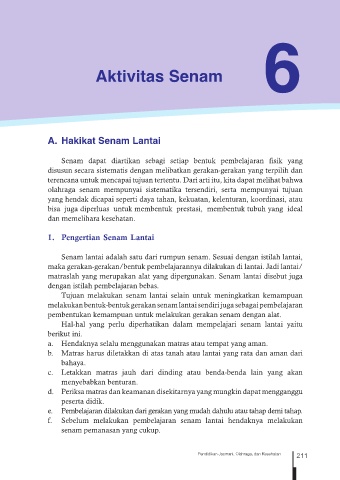 Aktivitas Senam
6
A. Hakikat Senam Lantai
Senam dapat diartikan sebagi setiap bentuk pembelajaran fisik yang
disusun secara sistematis dengan melibatkan gerakan-gerakan yang terpilih dan
terencana untuk mencapai tujuan tertentu. Dari arti itu, kita dapat melihat bahwa
olahraga senam mempunyai sistematika tersendiri, serta mempunyai tujuan
yang hendak dicapai seperti daya tahan, kekuatan, kelenturan, koordinasi, atau
bisa juga diperluas untuk membentuk prestasi, membentuk tubuh yang ideal
dan memelihara kesehatan.
1. Pengertian Senam Lantai
Senam lantai adalah satu dari rumpun senam. Sesuai dengan istilah lantai,
maka gerakan-gerakan/bentuk pembelajarannya dilakukan di lantai. Jadi lantai/
matraslah yang merupakan alat yang dipergunakan. Senam lantai disebut juga
dengan istilah pembelajaran bebas.
Tujuan melakukan senam lantai selain untuk meningkatkan kemampuan
melakukan bentuk-bentuk gerakan senam lantai sendiri juga sebagai pembelajaran
pembentukan kemampuan untuk melakukan gerakan senam dengan alat.
Hal-hal yang perlu diperhatikan dalam mempelajari senam lantai yaitu
berikut ini.
a. Hendaknya selalu menggunakan matras atau tempat yang aman.
b. Matras harus diletakkan di atas tanah atau lantai yang rata dan aman dari
bahaya.
c. Letakkan matras jauh dari dinding atau benda-benda lain yang akan
menyebabkan benturan.
d. Periksa matras dan keamanan disekitarnya yang mungkin dapat mengganggu
peserta didik.
e. Pembelajaran dilakukan dari gerakan yang mudah dahulu atau tahap demi tahap.
f. Sebelum melakukan pembelajaran senam lantai hendaknya melakukan
senam pemanasan yang cukup.
Pendidikan Jasmani, Olahraga, dan Kesehatan
211